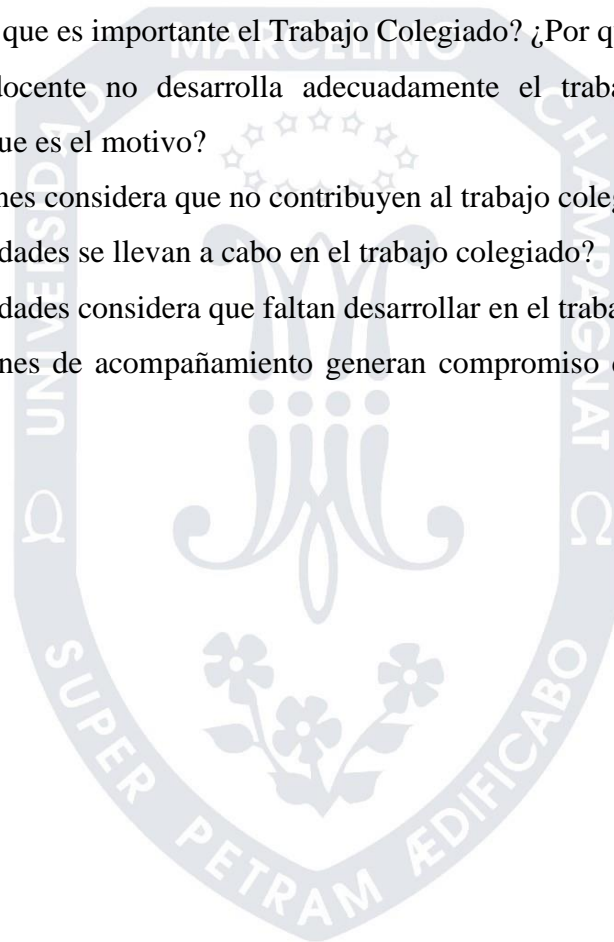 que es importante el Trabajo Colegiado? ¿Por q
docente no desarrolla adecuadamente el traba
ue es el motivo?
nes considera que no contribuyen al trabajo coleg
dades se llevan a cabo en el trabajo colegiado?
dades considera que faltan desarrollar en el traba
nes de acompañamiento generan compromiso
UNIVERSIDAD MARCELINO CHAMPAGNAT
Ω Ω
SUPER PETRAM ÆDIFICABO